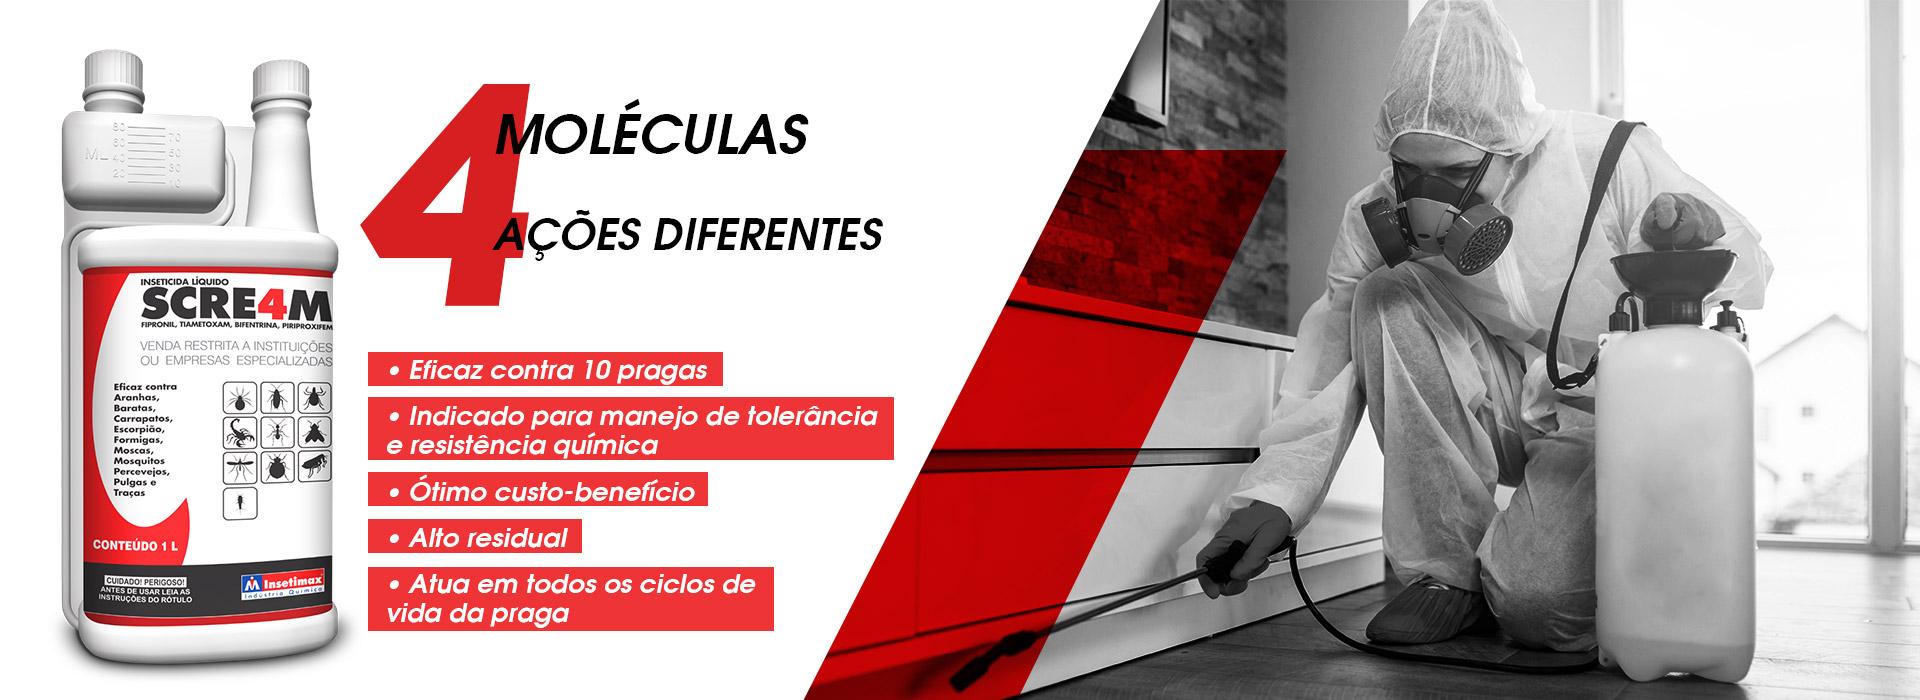 80
70
60
50
ML
40
30
20
10
INSETICIDA LÍQUIDO
SCRE4M
FIPRONIL, TIAMETOXAM, BIFENTRINA, PIRIPROXIFEM
VENDA RESTRITA A INSTITUIÇÕES
OU EMPRESAS ESPECIALIZADAS
Eficaz contra
Aranhas,
Baratas,
Carrapatos,
Escorpião,
Formigas,
Moscas,
Mosquitos
Percevejos,
Pulgas e
Traças
CONTEÚDO 1 L
CUIDADO! PERIGOSO!
ANTES DE USAR LEIA AS
INSTRUÇÕES DO RÓTULO
Insetimax
Indústria Química
4
MOLÉCULAS
AÇÕES DIFERENTES
• Eficaz contra 10 pragas
• Indicado para manejo de tolerância
e resistência química
• Ótimo custo-benefício
• Alto residual
• Atua em todos os ciclos de
vida da praga